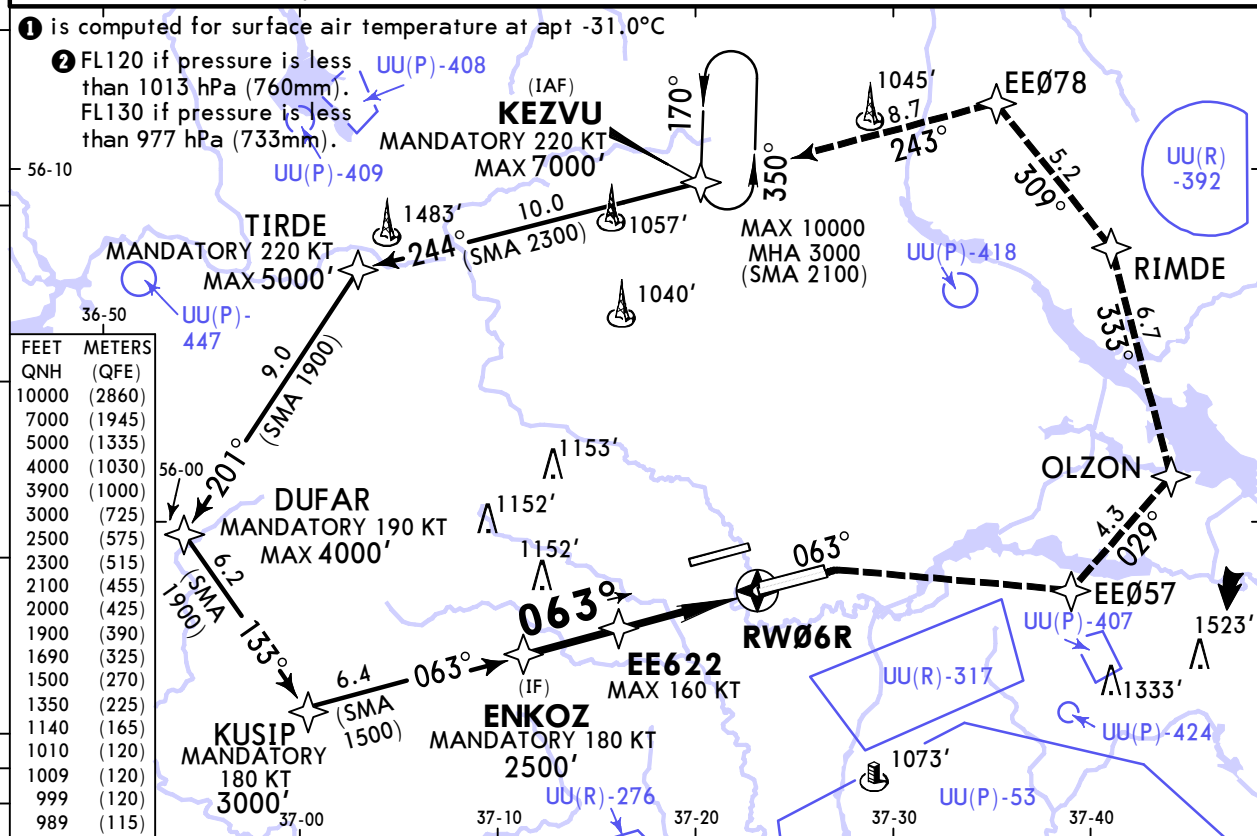 ❶ is computed for surface air temperature at apt -31.0°C
❷ FL120 if pressure is less
than 1013 hPa (760mm).
FL130 if pressure is less
than 977 hPa (733mm).
UU(P)-408
UU(P)-409
(IAF)
KEZVU
MANDATORY 220 KT
MAX 7000'
170°
350°
1045'
8.7
243°
EEØ78
5.2
309°
UU(R)
-392
56-10
TIRDE
MANDATORY 220 KT
MAX 5000'
1483'
10.0
244°
(SMA 2300)
1057'
1040'
MAX 10000
MHA 3000
(SMA 2100)
UU(P)-418
RIMDE
6.7
333°
36-50
UU(P)-
447
9.0
(SMA 1900)
201°
FEET METERS
QNH (QFE)
10000 (2860)
7000 (1945)
5000 (1335)
4000 (1030)
3900 (1000)
3000 (725)
2500 (575)
2300 (515)
2100 (455)
2000 (425)
1900 (390)
1690 (325)
1500 (270)
1350 (225)
1140 (165)
1010 (120)
1009 (120)
999 (120)
989 (115)
56-00
DUFAR
MANDATORY 190 KT
MAX 4000'
1153'
1152'
1152'
OLZON
4.3
029°
6.2
(SMA
1900)
133°
063°
063°
RWØ6R
EEØ57
UU(P)-407
1523'
EE622
MAX 160 KT
UU(R)-317
1333'
6.4
063°
(SMA
1500)
(IF)
ENKOZ
MANDATORY 180 KT
2500'
KUSIP
MANDATORY
180 KT
3000'
UU(P)-424
1073'
UU(R)-276
UU(P)-53
37-00
37-10
37-20
37-30
37-40